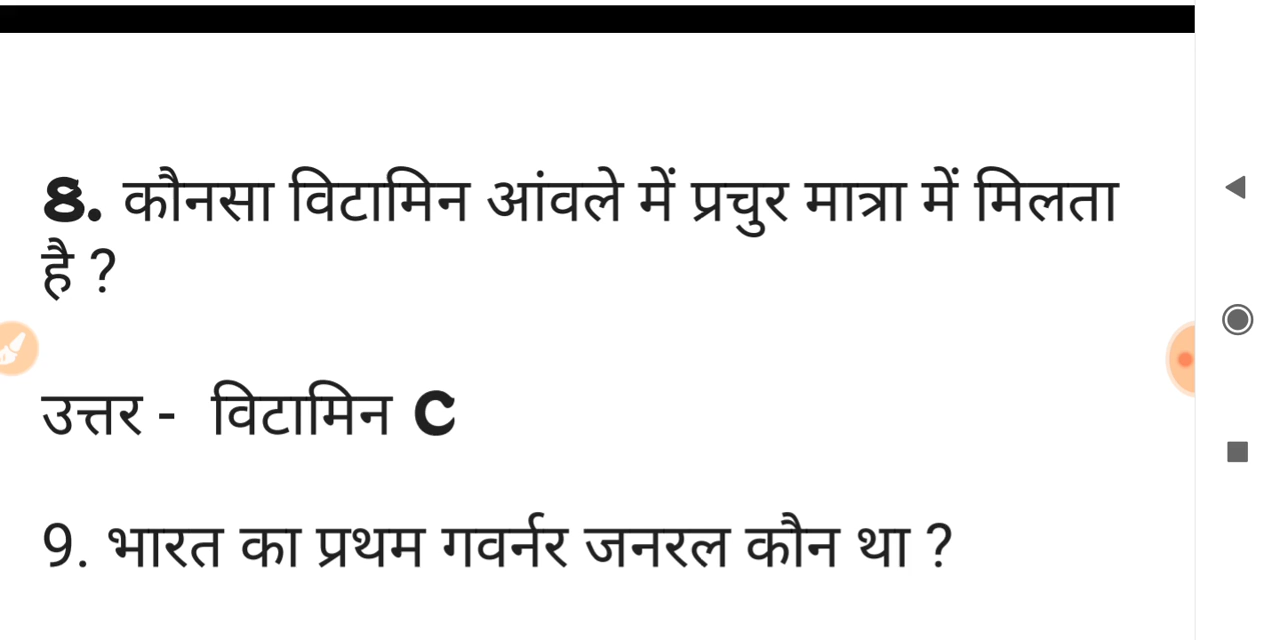 8. कौनसा विटामिन आंवले में प्रचुर मात्रा में मिलता
है ?
उत्तर - विटामिन C
9. भारत का प्रथम गवर्नर जनरल कौन था ?